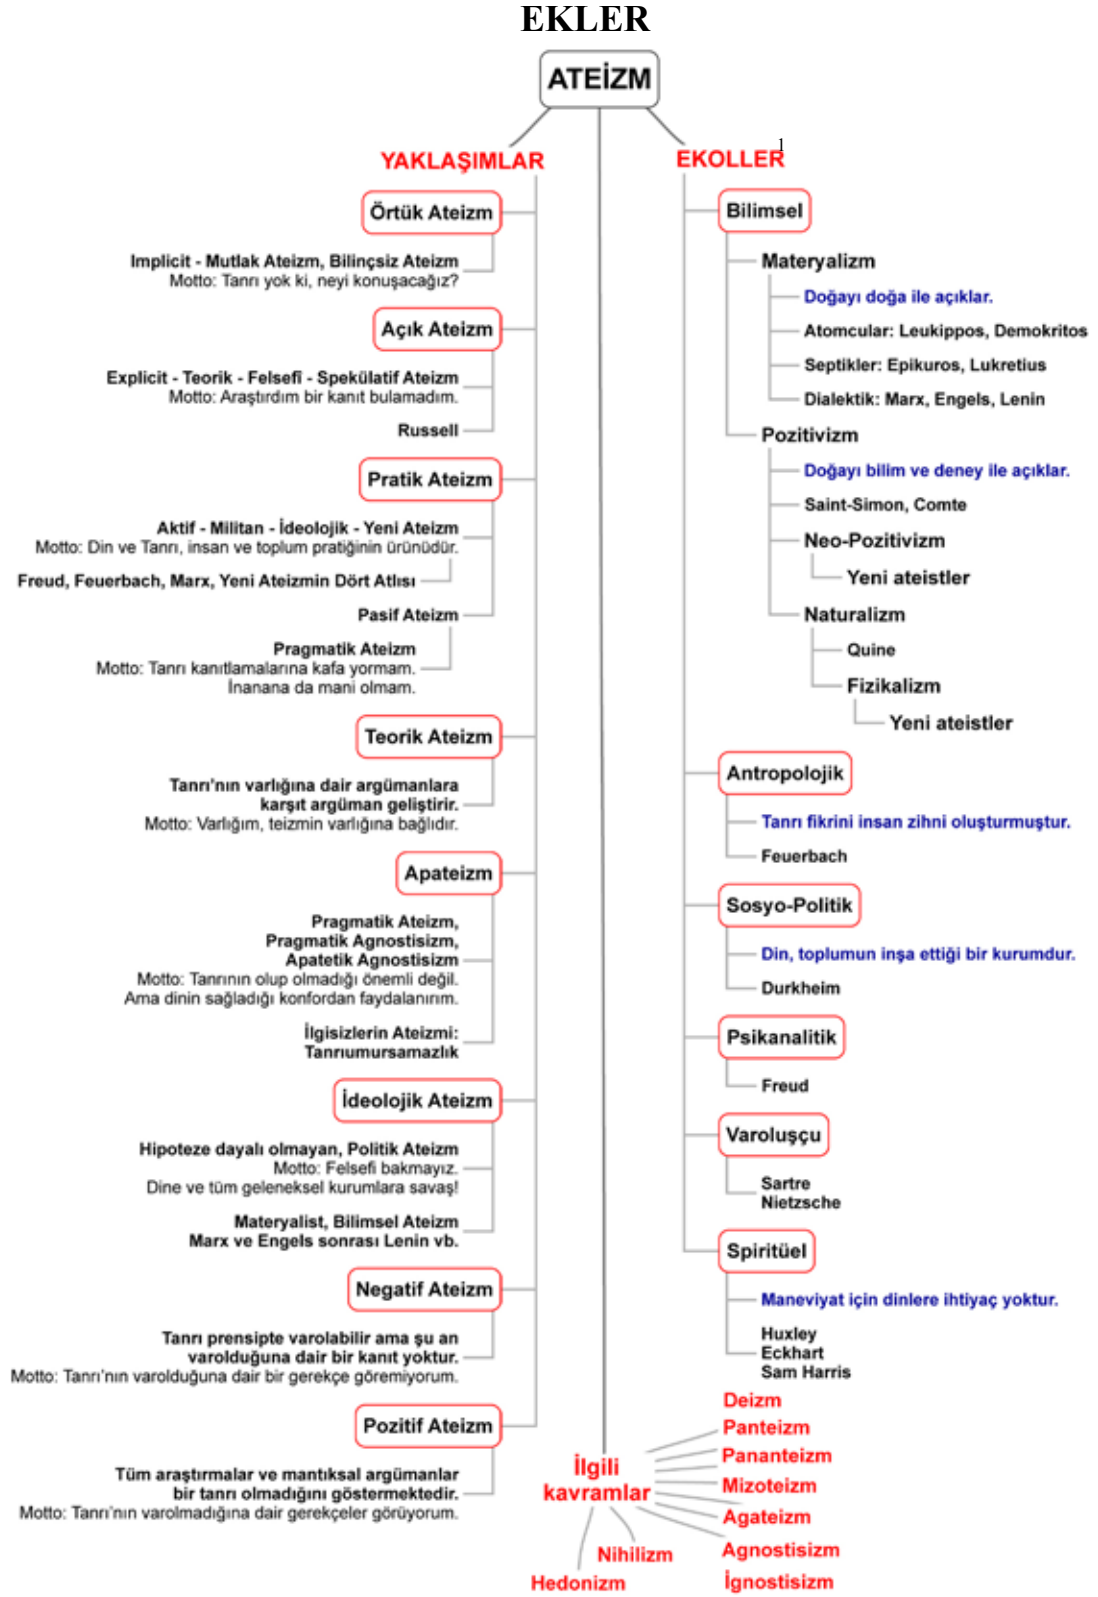 EKLER
ATEİZM
YAKLAŞIMLAR
Örtük Ateizm
Implicit - Mutlak Ateizm, Bilinçsiz Ateizm
Motto: Tanrı yok ki, neyi konuşacağız?
Açık Ateizm
Explicit - Teorik - Felsefî - Spekülatif Ateizm
Motto: Araştırdım bir kanıt bulamadım.
Russell
Pratik Ateizm
Aktif - Militan - İdeolojik - Yeni Ateizm
Motto: Din ve Tanrı, insan ve toplum pratiğinin ürünüdür.
Freud, Feuerbach, Marx, Yeni Ateizmin Dört Atlısı
Pasif Ateizm
Pragmatik Ateizm
Motto: Tanrı kanıtlamalarına kafa yormam.
İnanana da mani olmam.
Teorik Ateizm
Tanrı'nın varlığına dair argümanlara
karşıt argüman geliştirir.
Motto: Varlığım, teizmin varlığına bağlıdır.
Apateizm
Pragmatik Ateizm,
Pragmatik Agnostisizm,
Apatetik Agnostisizm
Motto: Tanrının olup olmadığı önemli değil.
Ama dinin sağladığı konfordan faydalanırım.
İlgisizlerin Ateizmi:
Tanrıumursamazlık
İdeolojik Ateizm
Hipoteze dayalı olmayan, Politik Ateizm
Motto: Felsefi bakmayız.
Dine ve tüm geleneksel kurumlara savaş!
Materyalist, Bilimsel Ateizm
Marx ve Engels sonrası Lenin vb.
Negatif Ateizm
Tanrı prensipte varolabilir ama şu an
varolduğuna dair bir kanıt yoktur.
Motto: Tanrı'nın varolduğuna dair bir gerekçe göremiyorum.
Pozitif Ateizm
Tüm araştırmalar ve mantıksal argümanlar
bir tanrı olmadığını göstermektedir.
Motto: Tanrı'nın varolmadığına dair gerekçeler görüyorum.
EKOLLER1
Bilimsel
Materyalizm
Doğayı doğa ile açıklar.
Atomcular: Leukippos, Demokritos
Septikler: Epikuros, Lukretius
Dialektik: Marx, Engels, Lenin
Pozitivizm
Doğayı bilim ve deney ile açıklar.
Saint-Simon, Comte
Neo-Pozitivizm
Yeni ateistler
Naturalizm
Quine
Fizikalizm
Yeni ateistler
Antropolojik
Tanrı fikrini insan zihni oluşturmuştur.
Feuerbach
Sosyo-Politik
Din, toplumun inşa ettiği bir kurumdur.
Durkheim
Psikanalitik
Freud
Varoluşçu
Sartre
Nietzsche
Spiritüel
Maneviyat için dinlere ihtiyaç yoktur.
Huxley
Eckhart
Sam Harris
İlgili
kavramlar
Deizm
Panteizm
Pananteizm
Mizoteizm
Agateizm
Agnostisizm
İgnostisizm
Nihilizm
Hedonizm